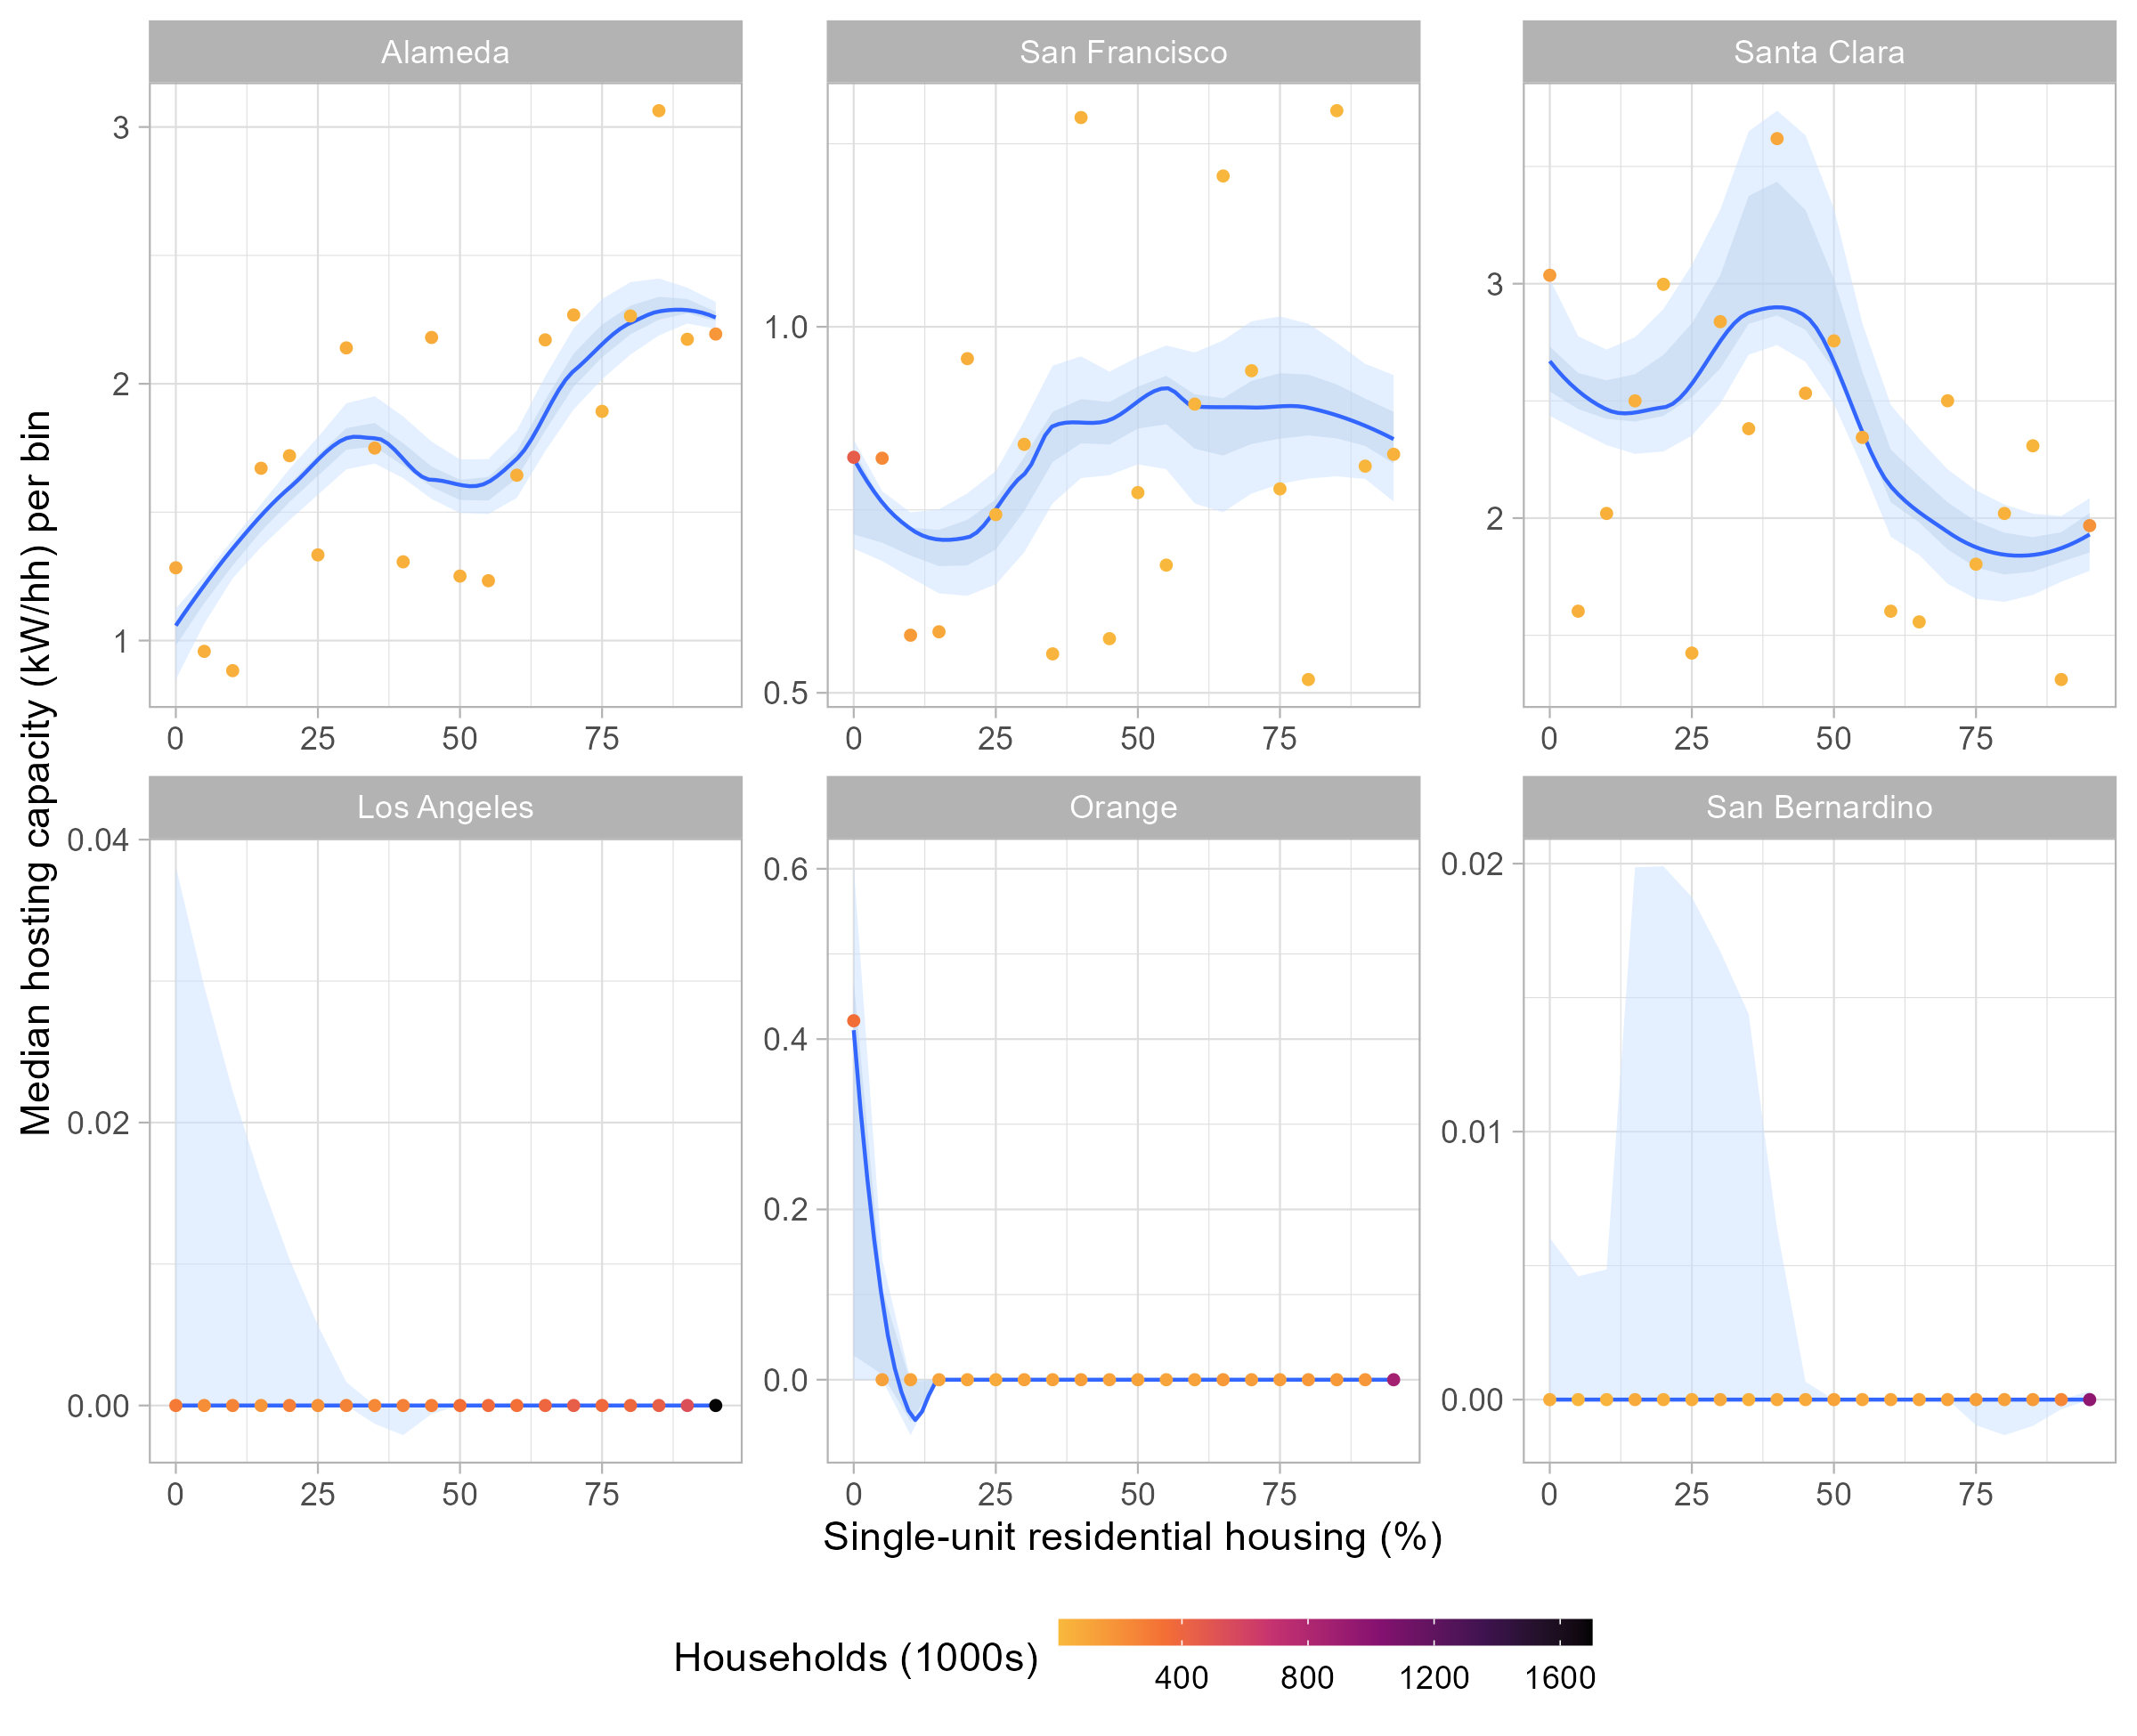 Alameda
San Francisco
Santa Clara
3
2
1
1.0
0.5
3
2
0 25 50 75
0 25 50 75
0 25 50 75
Median hosting capacity (kW/hh) per bin
Los Angeles
Orange
San Bernardino
0.04
0.02
0.00
0.6
0.4
0.2
0.0
0.02
0.01
0.00
0 25 50 75
0 25 50 75
0 25 50 75
Single-unit residential housing (%)
Households (1000s)
400 800 1200 1600